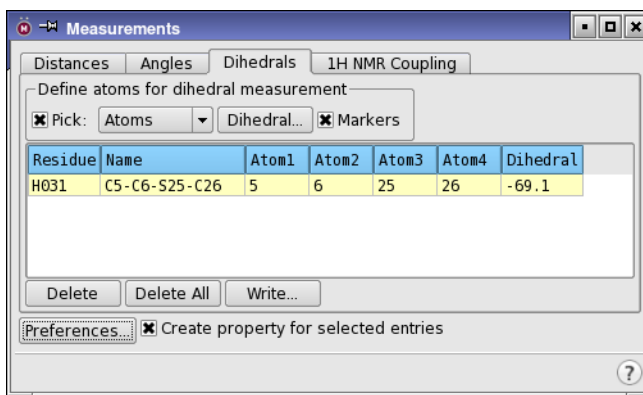 Measurements
Distances Angles Dihedrals 1H NMR Coupling
Define atoms for dihedral measurement
Pick: Atoms Dihedral... Markers
Residue Name Atom1 Atom2 Atom3 Atom4 Dihedral
H031 C5-C6-S25-C26 5 6 25 26 -69.1
Delete Delete All Write...
Preferences... Create property for selected entries
?